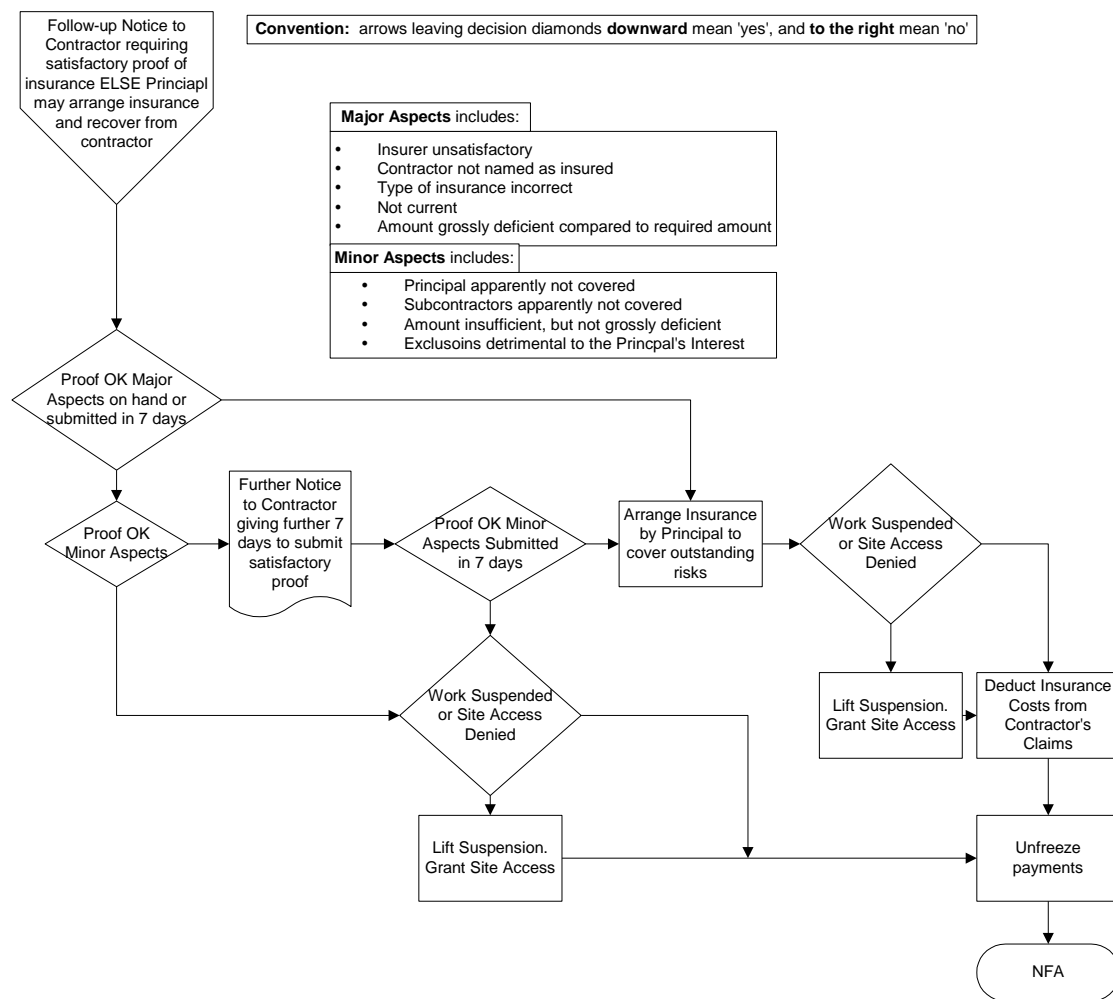 Follow-up Notice to
Contractor requiring
satisfactory proof of
insurance ELSE Princiapl
may arrange insurance
and recover from
contractor
Convention: arrows leaving decision diamonds downward mean 'yes', and to the right mean 'no'
Major Aspects includes:
• Insurer unsatisfactory
• Contractor not named as insured
• Type of insurance incorrect
• Not current
• Amount grossly deficient compared to required amount
Minor Aspects includes:
• Principal apparently not covered
• Subcontractors apparently not covered
• Amount insufficient, but not grossly deficient
• Exclusoins detrimental to the Princpal's Interest
Proof OK Major
Aspects on hand or
submitted in 7 days
Proof OK
Minor Aspects
Further Notice
to Contractor
giving further 7
days to submit
satisfactory
proof
Proof OK Minor
Aspects Submitted
in 7 days
Arrange Insurance
by Principal to
cover outstanding
risks
Work Suspended
or Site Access
Denied
Work Suspended
or Site Access
Denied
Lift Suspension.
Grant Site Access
Deduct Insurance
Costs from
Contractor's
Claims
Lift Suspension.
Grant Site Access
Unfreeze
payments
NFA